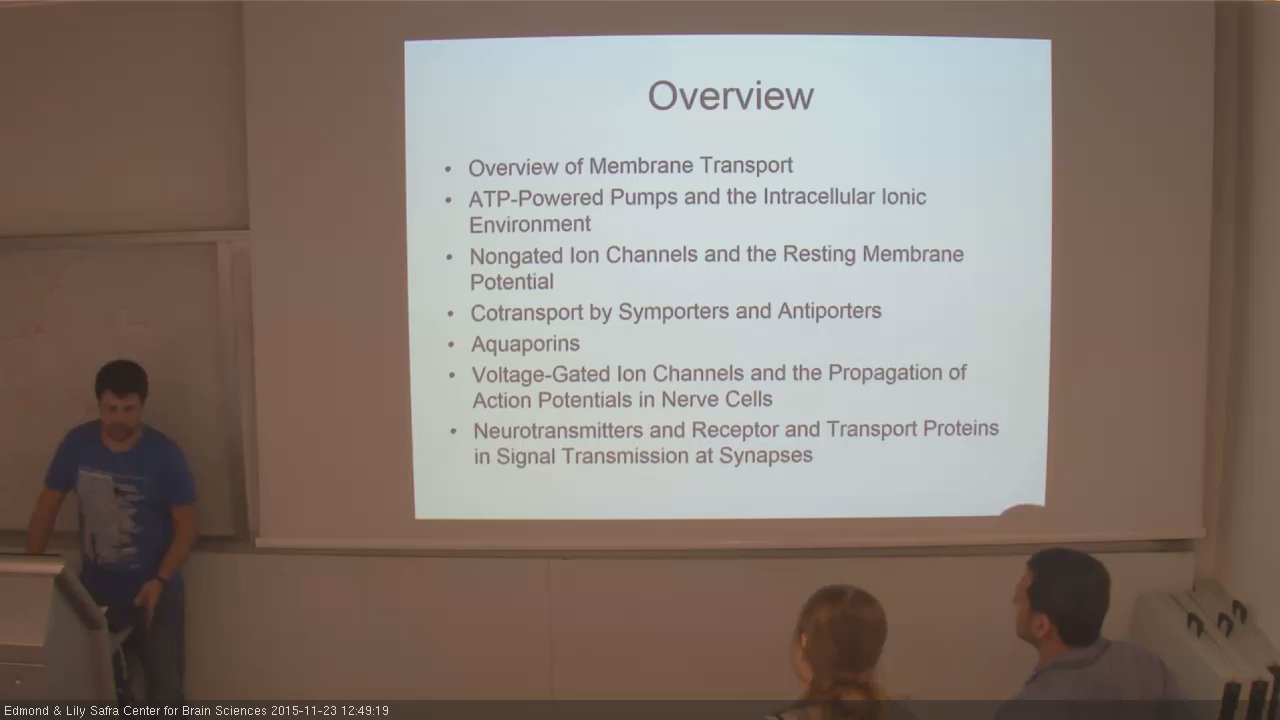 Overview
• Overview of Membrane Transport
• ATP-Powered Pumps and the Intracellular Ionic
Environment
• Nongated Ion Channels and the Resting Membrane
Potential
• Cotransport by Symporters and Antiporters
• Aquaporins
• Voltage-Gated Ion Channels and the Propagation of
Action Potentials in Nerve Cells
• Neurotransmitters and Receptor and Transport Proteins
in Signal Transmission at Synapses
Edmond & Lily Safra Center for Brain Sciences 2015-11-23 12:49:19